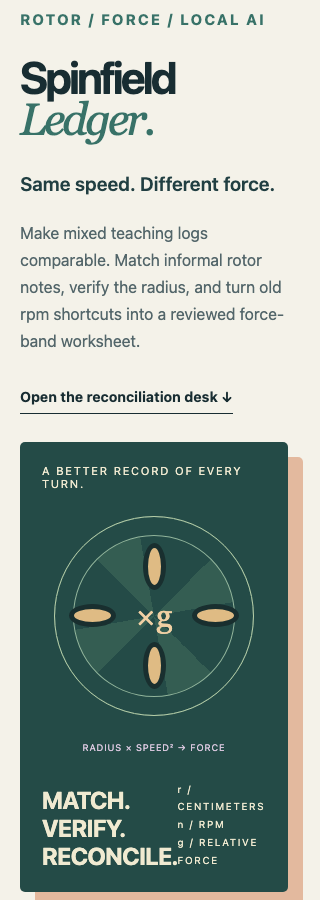 ROTOR / FORCE / LOCAL AI
Spinfield
Ledger.
Same speed. Different force.
Make mixed teaching logs
comparable. Match informal rotor
notes, verify the radius, and turn old
rpm shortcuts into a reviewed force-
band worksheet.
Open the reconciliation desk ↓
A BETTER RECORD OF EVERY
TURN.
×g
RADIUS × SPEED² → FORCE
MATCH.
VERIFY.
RECONCILE.
r /
CENTIMETERS
n / RPM
g / RELATIVE
FORCE